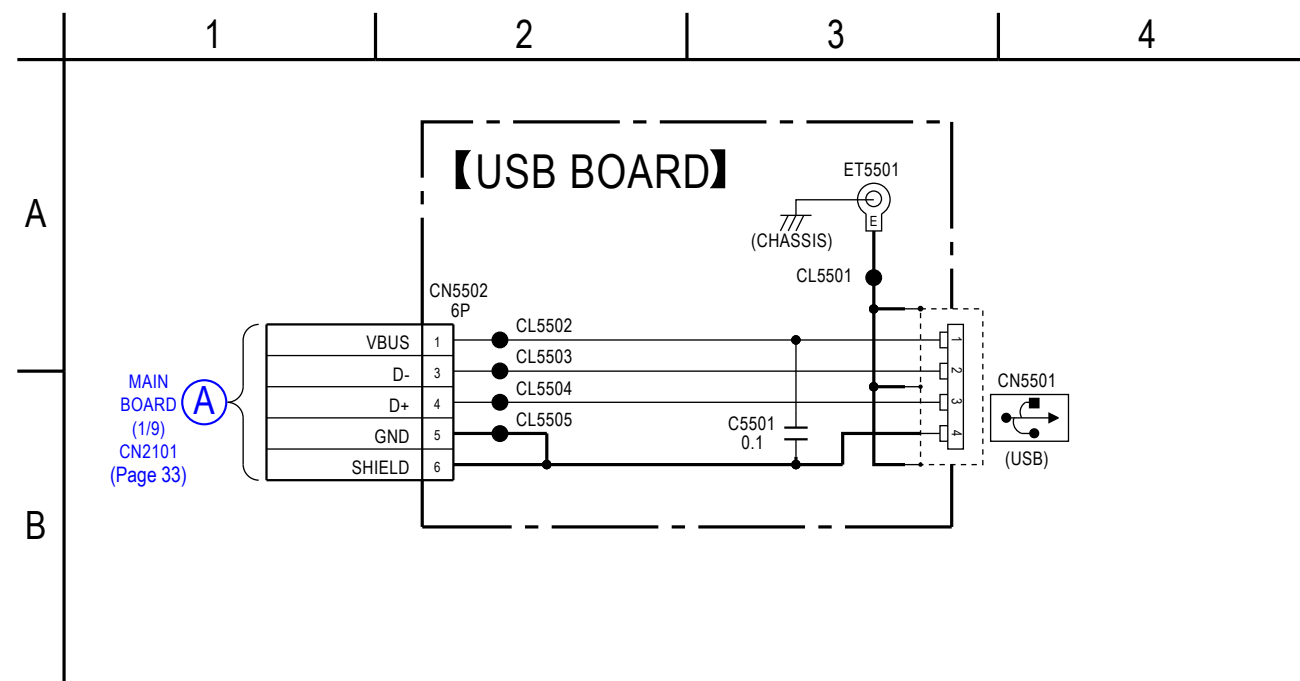 1 2 3 4
A
B
【USB BOARD】
ET5501
E
(CHASSIS)
CL5501
CN5502
6P
VBUS 1 CL5502
D- 3 CL5503
D+ 4 CL5504
GND 5 CL5505
SHIELD 6
MAIN
BOARD
(1/9)
CN2101
(Page 33)
A
C5501
0.1
1
2
3
4
CN5501
(USB)